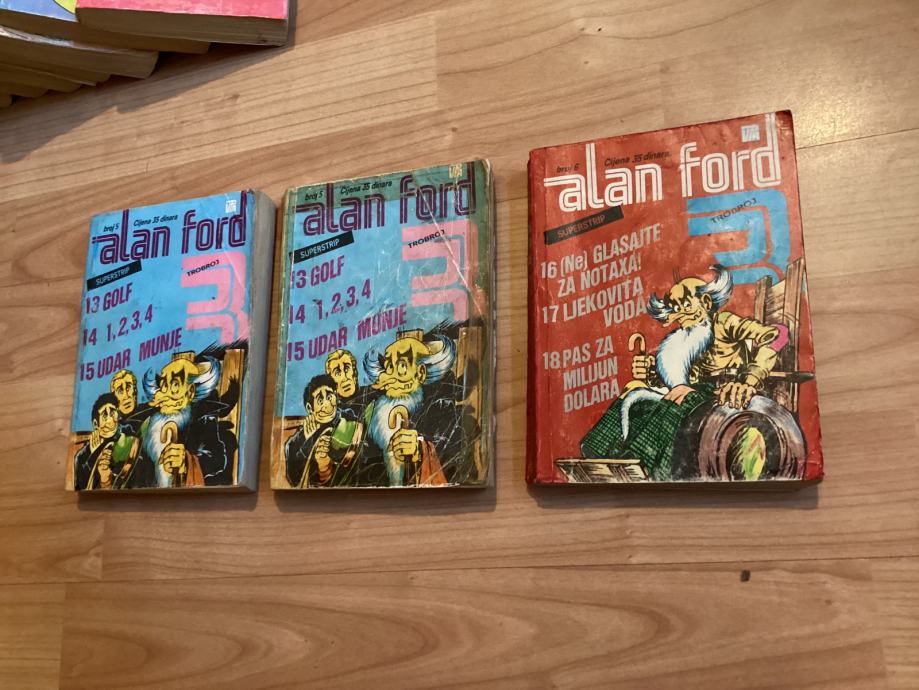 broj 5 Cijena 35 dinara
alan ford
SUPERSTRIP
TROBROJ
3
13 GOLF
14 1,2,3,4
15 UDAR MUNJE
broj 5 Cijena 35 dinara
alan ford
SUPERSTRIP
TROBROJ
3
13 GOLF
14 1,2,3,4
15 UDAR MUNJE
broj 6 Cijena 35 dinara
alan ford
SUPERSTRIP
TROBROJ
3
16 (Ne) GLASAJTE
ZA NOTAXA!
17 LJEKOVITA
VODA
18 PAS ZA
MILIJUN
DOLARA